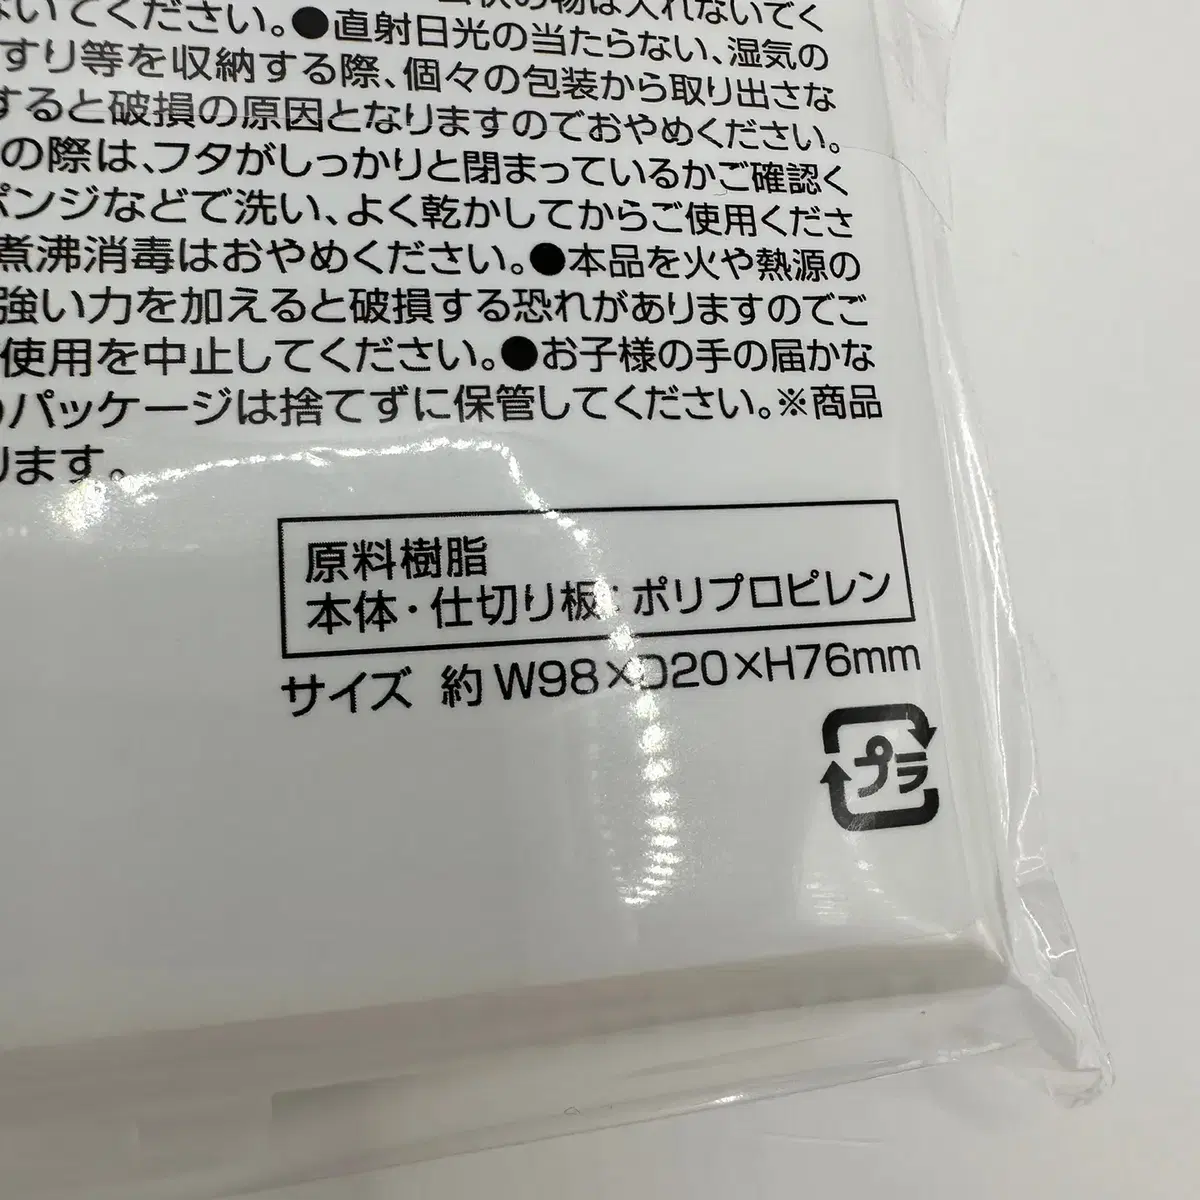 ないでください。●直射日光の当たらない、湿気の
すり等を収納する際、個々の包装から取り出さな
すると破損の原因となりますのでおやめください。
の際は、フタがしっかりと閉まっているかご確認く
ポンジなどで洗い、よく乾かしてからご使用くださ
煮沸消毒はおやめください。●本品を火や熱源の
強い力を加えると破損する恐れがありますのでご
使用を中止してください。●お子様の手の届かな
のパッケージは捨てずに保管してください。※商品
ります。
原料樹脂
本体・仕切り板:ポリプロピレン
サイズ 約W98×D20×H76mm
プラ